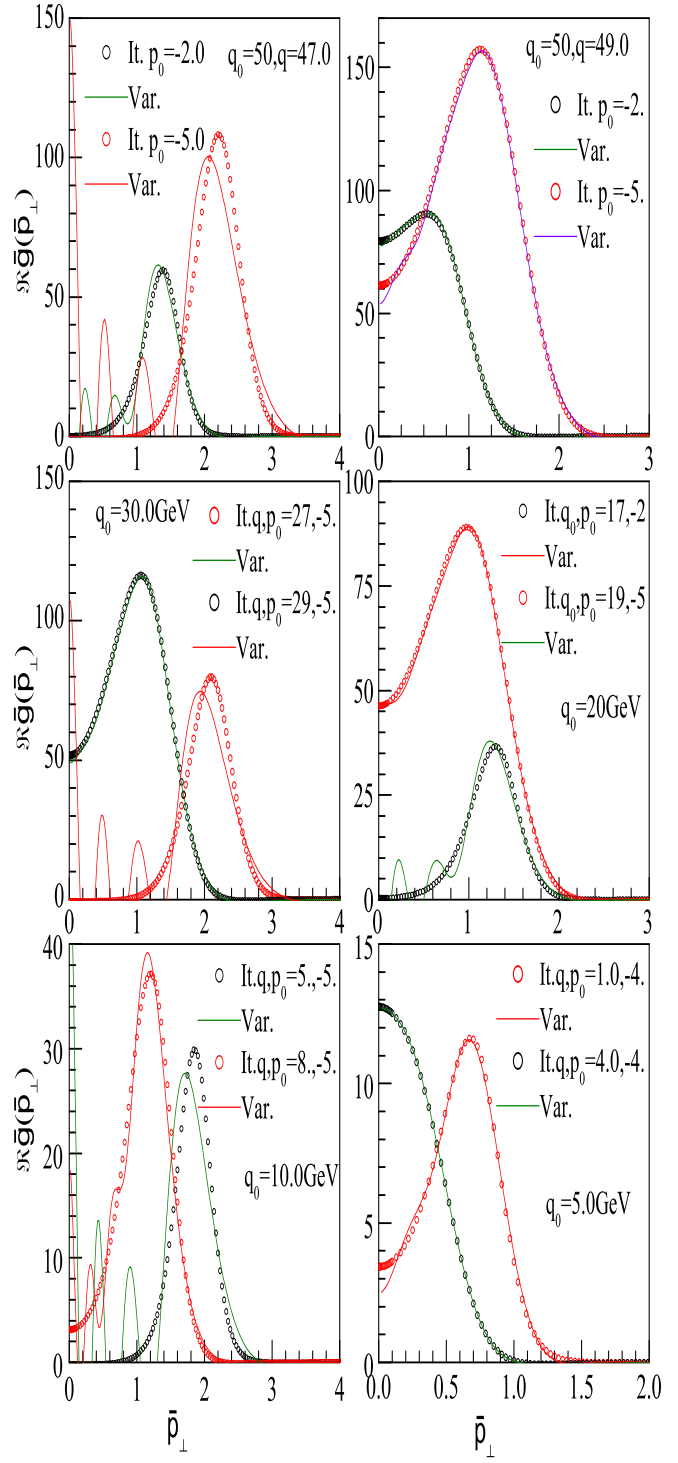 150
100
50
0
0 1 2 3 4
ℜḡ(p̄⊥)
It. p₀=-2.0
Var.
It. p₀=-5.0
Var.
q₀=50,q=47.0
150
100
50
0
0 1 2 3
q₀=50,q=49.0
It. p₀=-2.
Var.
It. p₀=-5.
Var.
150
100
50
0
0 1 2 3 4
ℜḡ(p̄⊥)
q₀=30.0GeV
It.q,p₀=27,-5.
Var.
It.q,p₀=29,-5.
Var.
100
75
50
25
0
0 1 2 3
It.q₀,p₀=17,-2
Var.
It.q₀,p₀=19,-5
Var.
q₀=20GeV
40
30
20
10
0
0 1 2 3 4
ℜḡ(p̄⊥)
p̄⊥
It.q,p₀=5.,-5.
Var.
It.q,p₀=8.,-5.
Var.
q₀=10.0GeV
15
10
5
0
0.0 0.5 1.0 1.5 2.0
p̄⊥
It.q,p₀=1.0,-4.
Var.
It.q,p₀=4.0,-4.
Var.
q₀=5.0GeV